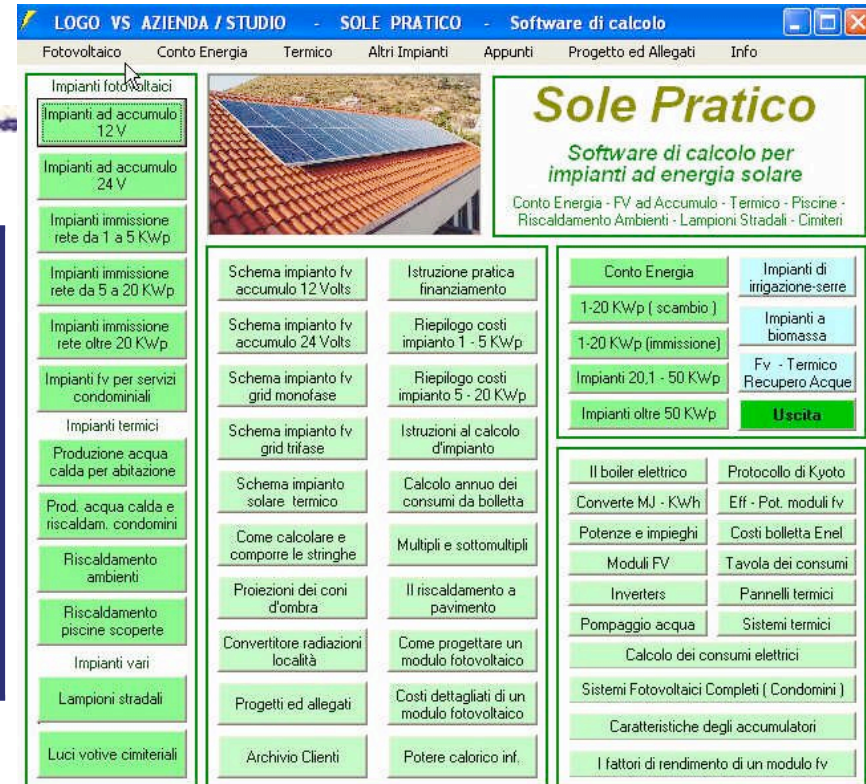 LOGO VS AZIENDA / STUDIO - SOLE PRATICO - Software di calcolo
Fotovoltaico Conto Energia Termico Altri Impianti Appunti Progetto ed Allegati Info
Impianti fotovoltaici
Impianti ad accumulo
12 V
Impianti ad accumulo
24 V
Impianti immissione
rete da 1 a 5 KWp
Impianti immissione
rete da 5 a 20 KWp
Impianti immissione
rete oltre 20 KWp
Impianti fv per servizi
condominiali
Impianti termici
Produzione acqua
calda per abitazione
Prod. acqua calda e
riscaldam. condomini
Riscaldamento
ambienti
Riscaldamento
piscine scoperte
Impianti vari
Lampioni stradali
Luci votive cimiteriali
Sole Pratico
Software di calcolo per
impianti ad energia solare
Conto Energia - FV ad Accumulo - Termico - Piscine -
Riscaldamento Ambienti - Lampioni Stradali - Cimiteri
Schema impianto fv
accumulo 12 Volts
Schema impianto fv
accumulo 24 Volts
Schema impianto fv
grid monofase
Schema impianto fv
grid trifase
Schema impianto
solare termico
Come calcolare e
comporre le stringhe
Proiezioni dei coni
d'ombra
Convertitore radiazioni
località
Progetti ed allegati
Archivio Clienti
Istruzione pratica
finanziamento
Riepilogo costi
impianto 1 - 5 KWp
Riepilogo costi
impianto 5 - 20 KWp
Istruzioni al calcolo
d'impianto
Calcolo annuo dei
consumi da bolletta
Multipli e sottomultipli
Il riscaldamento a
pavimento
Come progettare un
modulo fotovoltaico
Costi dettagliati di un
modulo fotovoltaico
Potere calorico inf.
Conto Energia
1-20 KWp ( scambio )
1-20 KWp (immissione)
Impianti 20,1 - 50 KWp
Impianti oltre 50 KWp
Impianti di
irrigazione-serre
Impianti a
biomassa
Fv - Termico
Recupero Acque
Uscita
Il boiler elettrico
Protocollo di Kyoto
Converte MJ - KWh
Eff - Pot. moduli fv
Potenze e impieghi
Costi bolletta Enel
Moduli FV
Tavola dei consumi
Inverters
Pannelli termici
Pompaggio acqua
Sistemi termici
Calcolo dei consumi elettrici
Sistemi Fotovoltaici Completi ( Condomini )
Caratteristiche degli accumulatori
I fattori di rendimento di un modulo fv